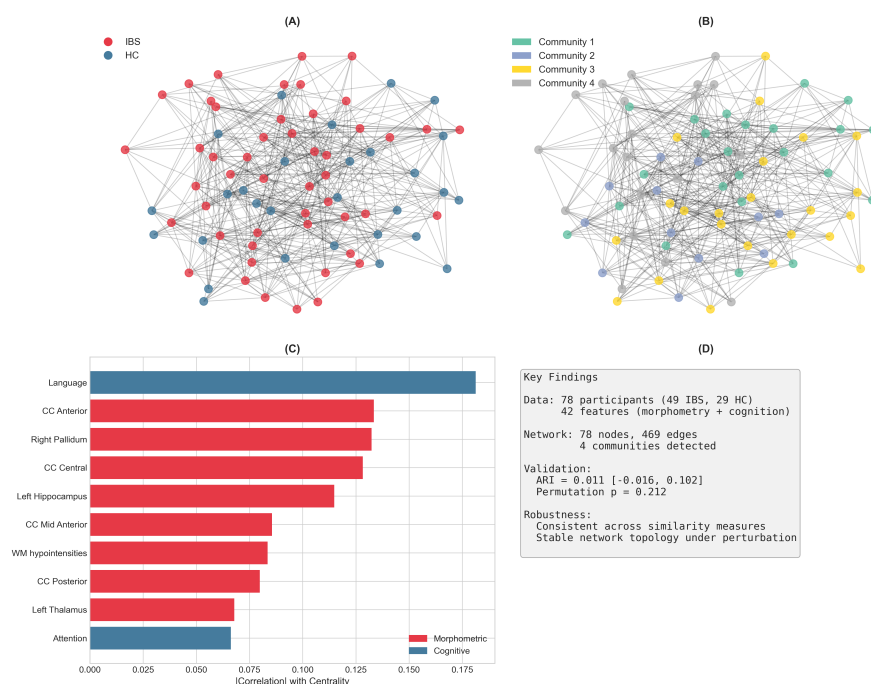 (A)
IBS
HC
(B)
Community 1
Community 2
Community 3
Community 4
(C)
Language
CC Anterior
Right Pallidum
CC Central
Left Hippocampus
CC Mid Anterior
WM hypointensities
CC Posterior
Left Thalamus
Attention
Morphometric
Cognitive
0.000 0.025 0.050 0.075 0.100 0.125 0.150 0.175
|Correlation| with Centrality
(D)
Key Findings
Data: 78 participants (49 IBS, 29 HC)
42 features (morphometry + cognition)
Network: 78 nodes, 469 edges
4 communities detected
Validation:
ARI = 0.011 [-0.016, 0.102]
Permutation p = 0.212
Robustness:
Consistent across similarity measures
Stable network topology under perturbation